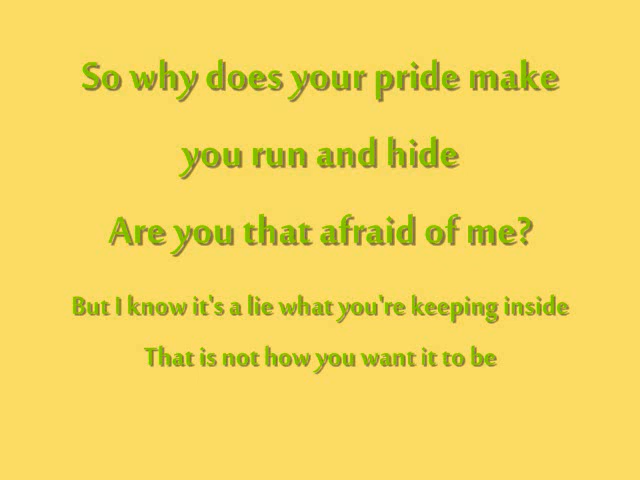 So why does your pride make
you run and hide
Are you that afraid of me?
But I know it's a lie what you're keeping inside
That is not how you want it to be